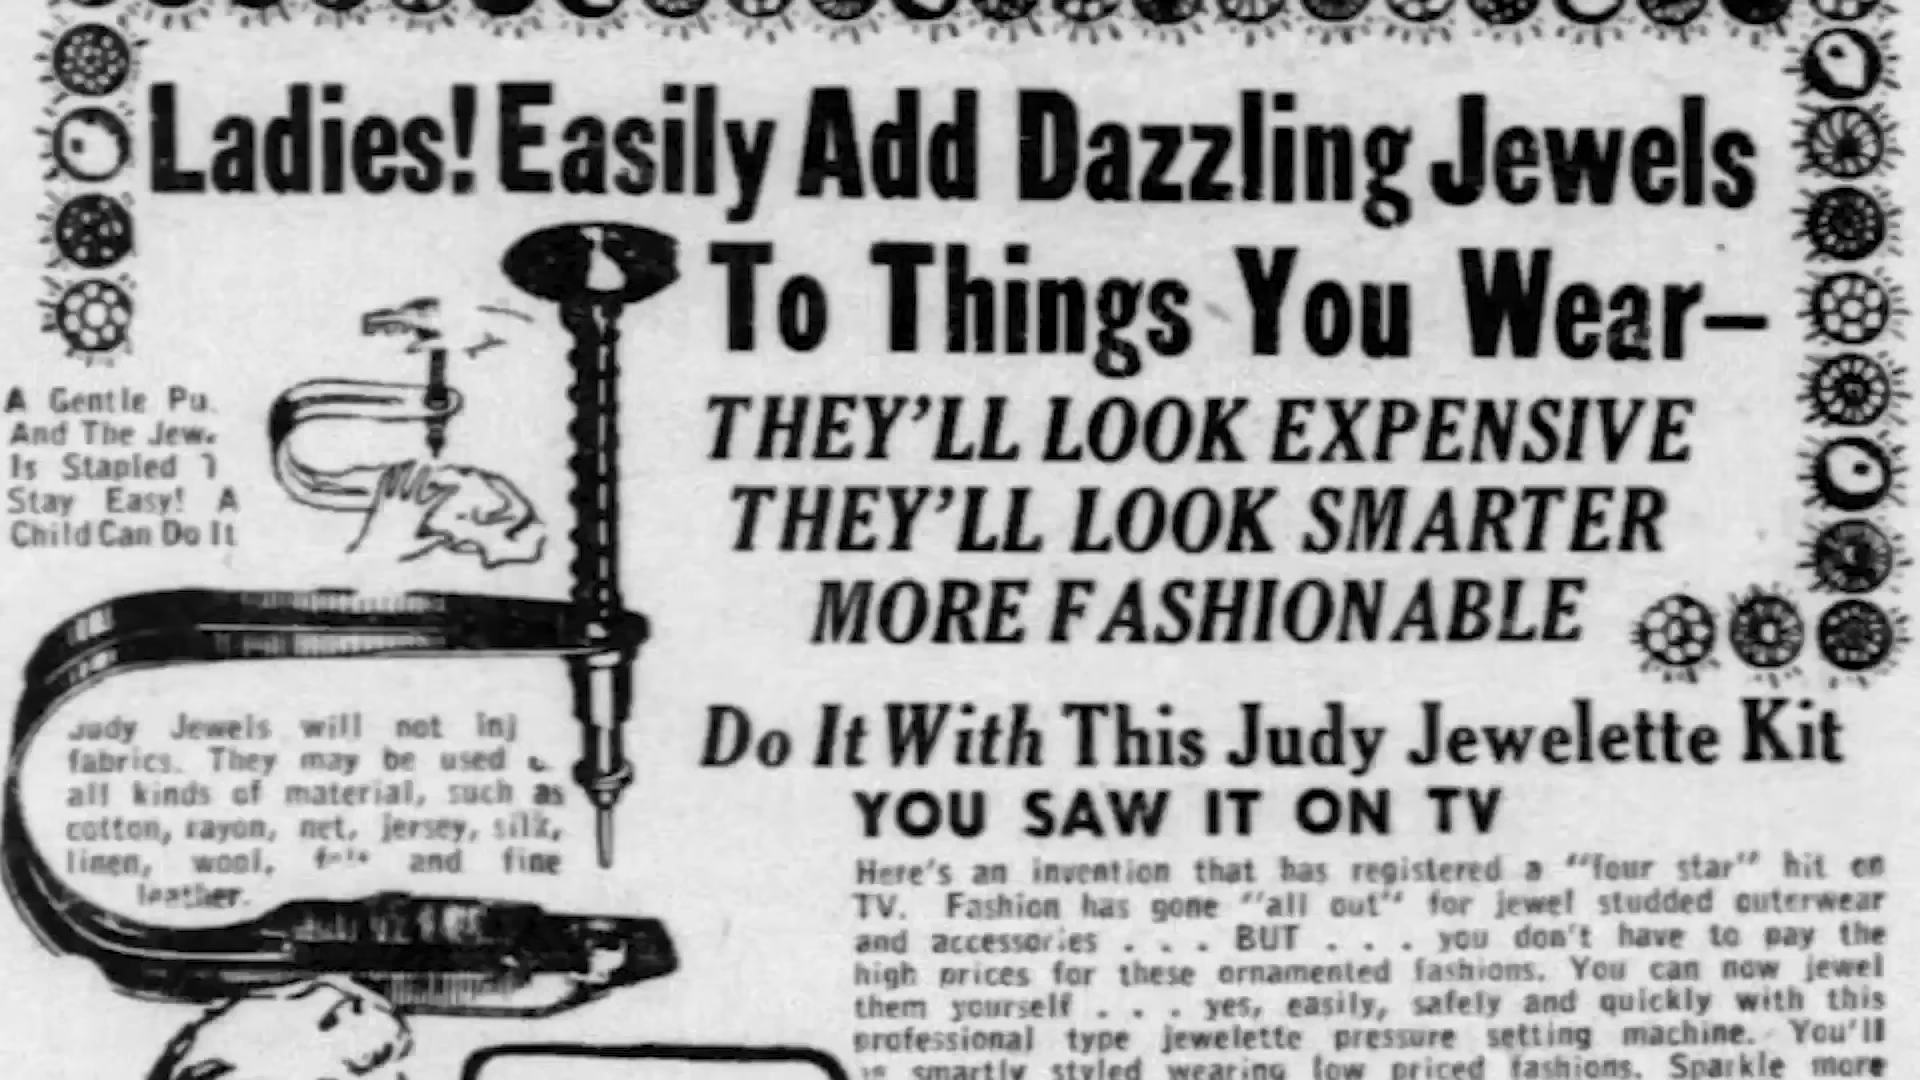 Ladies! Easily Add Dazzling Jewels
To Things You Wear—
THEY'LL LOOK EXPENSIVE
THEY'LL LOOK SMARTER
MORE FASHIONABLE
A Gentle
And The
Is Stapled
Stay Easy! A
Child Can Do It
Judy Jewels will not
fabrics. They may be used
all kinds of material, such as
cotton, rayon, net, jersey, silk,
linen, wool, and fine
leather.
Do It With This Judy Jewelette Kit
YOU SAW IT ON TV
Here's an invention that has registered a "four star" hit on
TV. Fashion has gone "all out" for jewel studded outerwear
and accessories . . . BUT . . . you don't have to pay the
high prices for these ornamented fashions. You can now jewel
them yourself . . . yes, easily, safely and quickly with this
professional type jewelette pressure setting machine. You'll
smartly styled wearing low priced fashions. Sparkle more